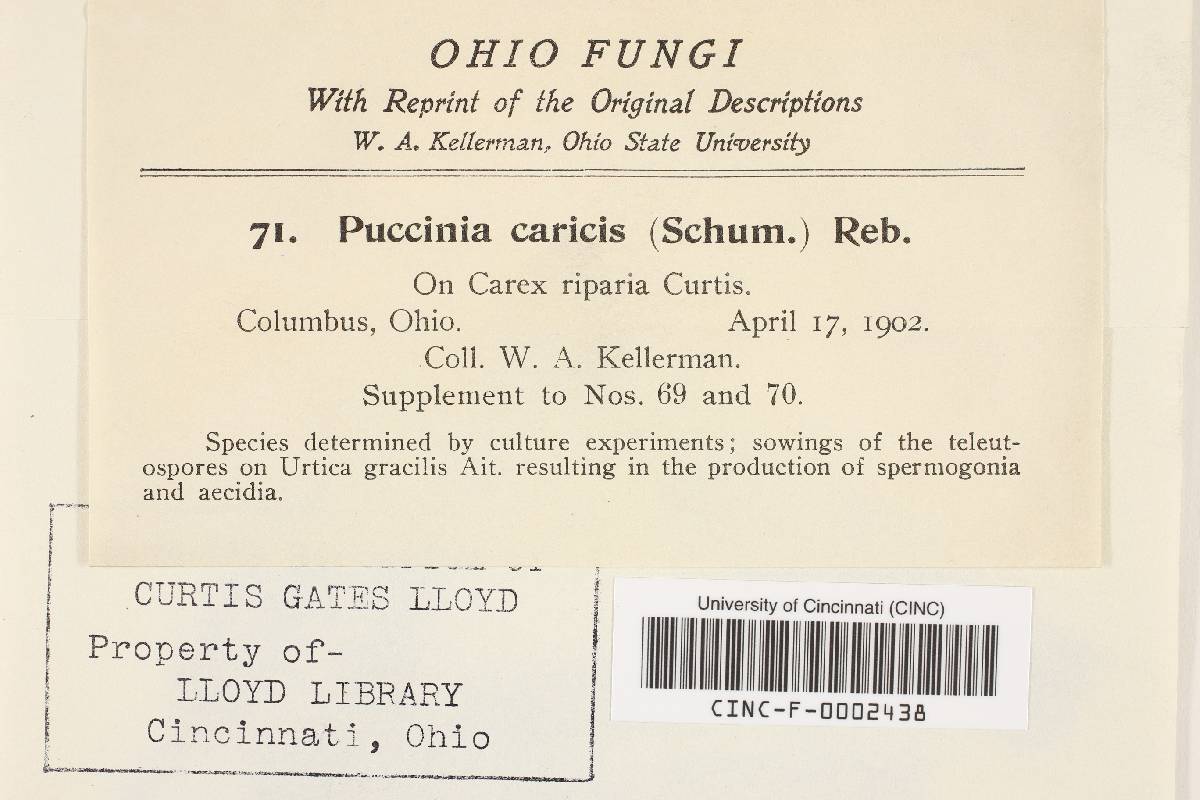 OHIO FUNGI
With Reprint of the Original Descriptions
W. A. Kellerman, Ohio State University
71. Puccinia caricis (Schum.) Reb.
On Carex riparia Curtis.
Columbus, Ohio. April 17, 1902.
Coll. W. A. Kellerman.
Supplement to Nos. 69 and 70.
Species determined by culture experiments; sowings of the teleut-
ospores on Urtica gracilis Ait. resulting in the production of spermogonia
and aecidia.
CURTIS GATES LLOYD
Property of-
LLOYD LIBRARY
Cincinnati, Ohio
University of Cincinnati (CINC)
CINC-F-0002438